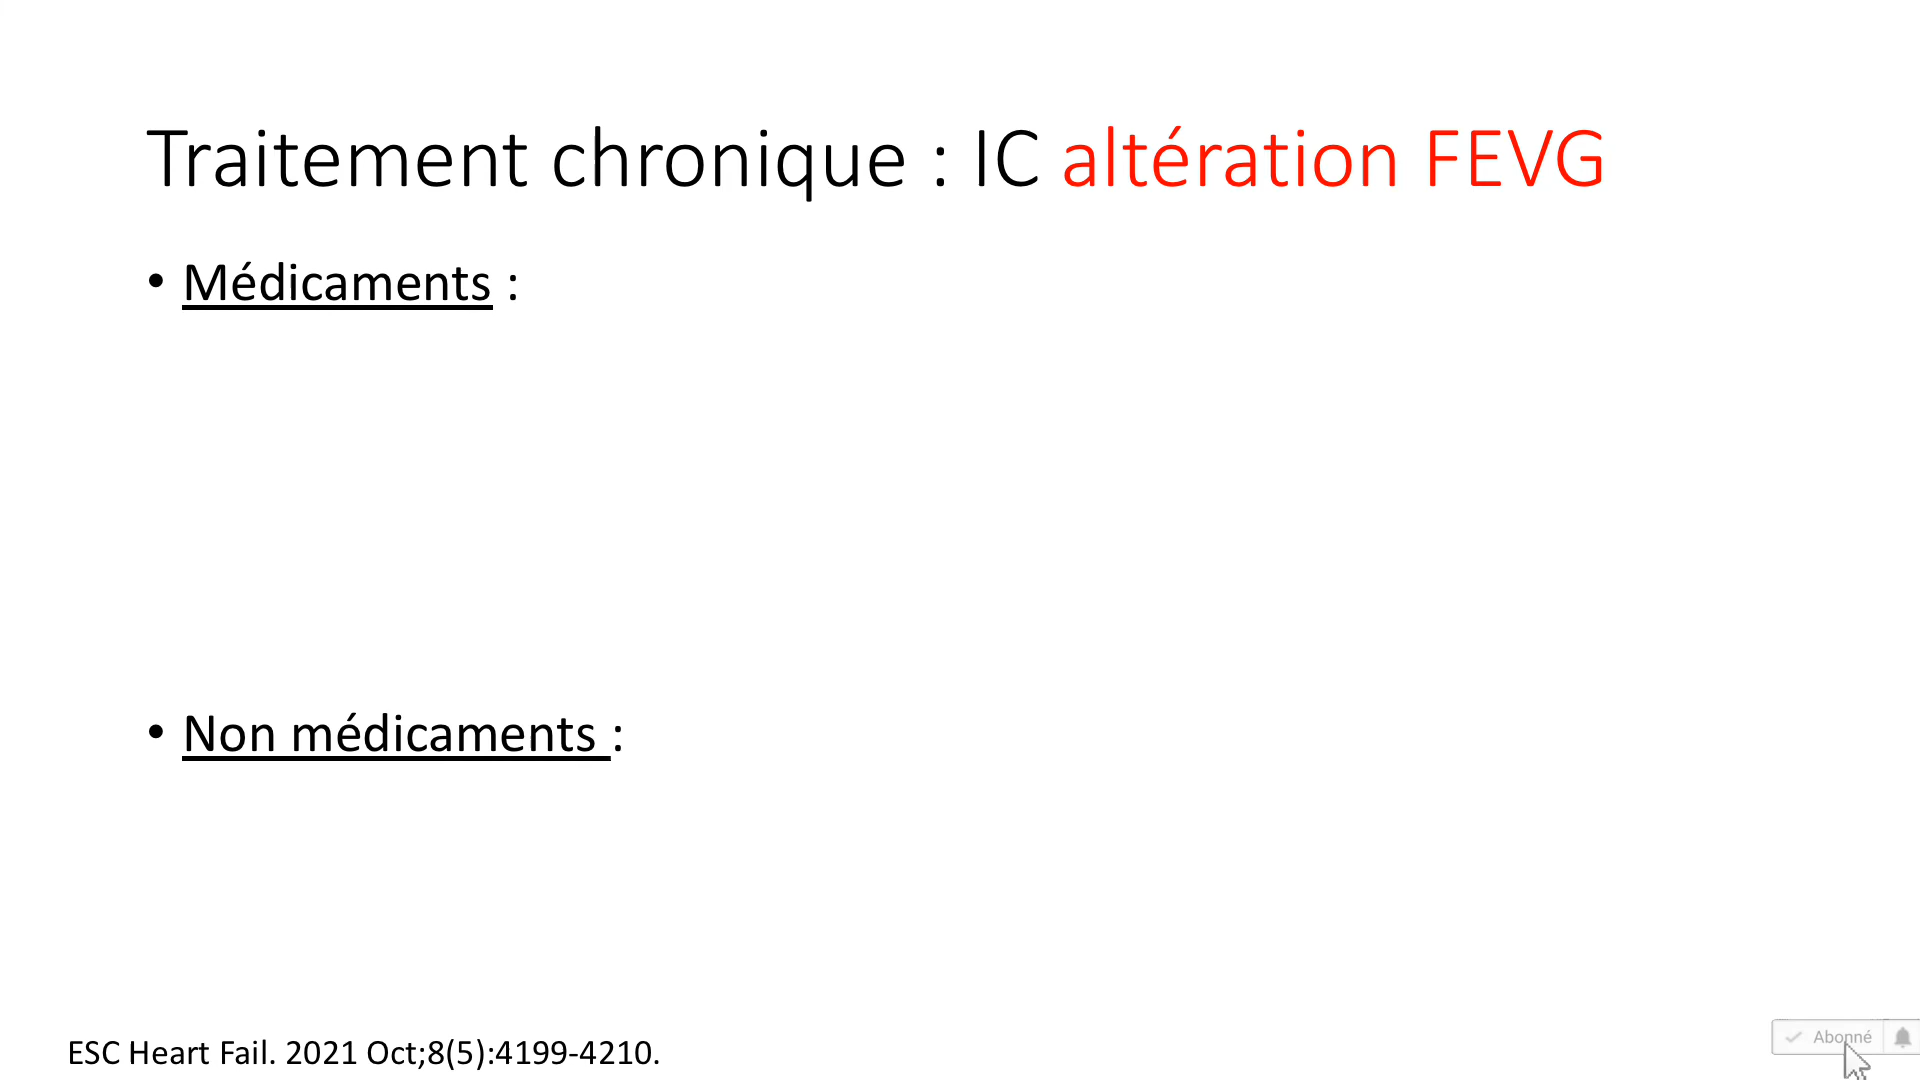 Traitement chronique : IC altération FEVG
• Médicaments :
• Non médicaments :
ESC Heart Fail. 2021 Oct;8(5):4199-4210.
Abonné